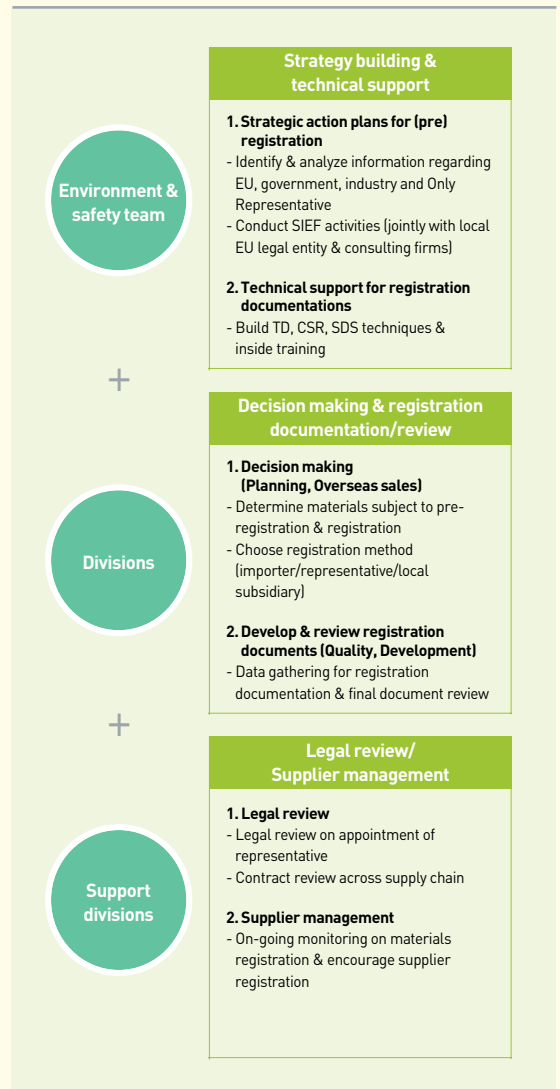 Environment &
safety team
Strategy building &
technical support
1. Strategic action plans for (pre)
registration
- Identify & analyze information regarding
EU, government, industry and Only
Representative
- Conduct SIEF activities (jointly with local
EU legal entity & consulting firms)
2. Technical support for registration
documentations
- Build TD, CSR, SDS techniques &
inside training
+
Divisions
Decision making & registration
documentation/review
1. Decision making
(Planning, Overseas sales)
- Determine materials subject to pre-
registration & registration
- Choose registration method
(importer/representative/local
subsidiary)
2. Develop & review registration
documents (Quality, Development)
- Data gathering for registration
documentation & final document review
+
Support
divisions
Legal review/
Supplier management
1. Legal review
- Legal review on appointment of
representative
- Contract review across supply chain
2. Supplier management
- On-going monitoring on materials
registration & encourage supplier
registration